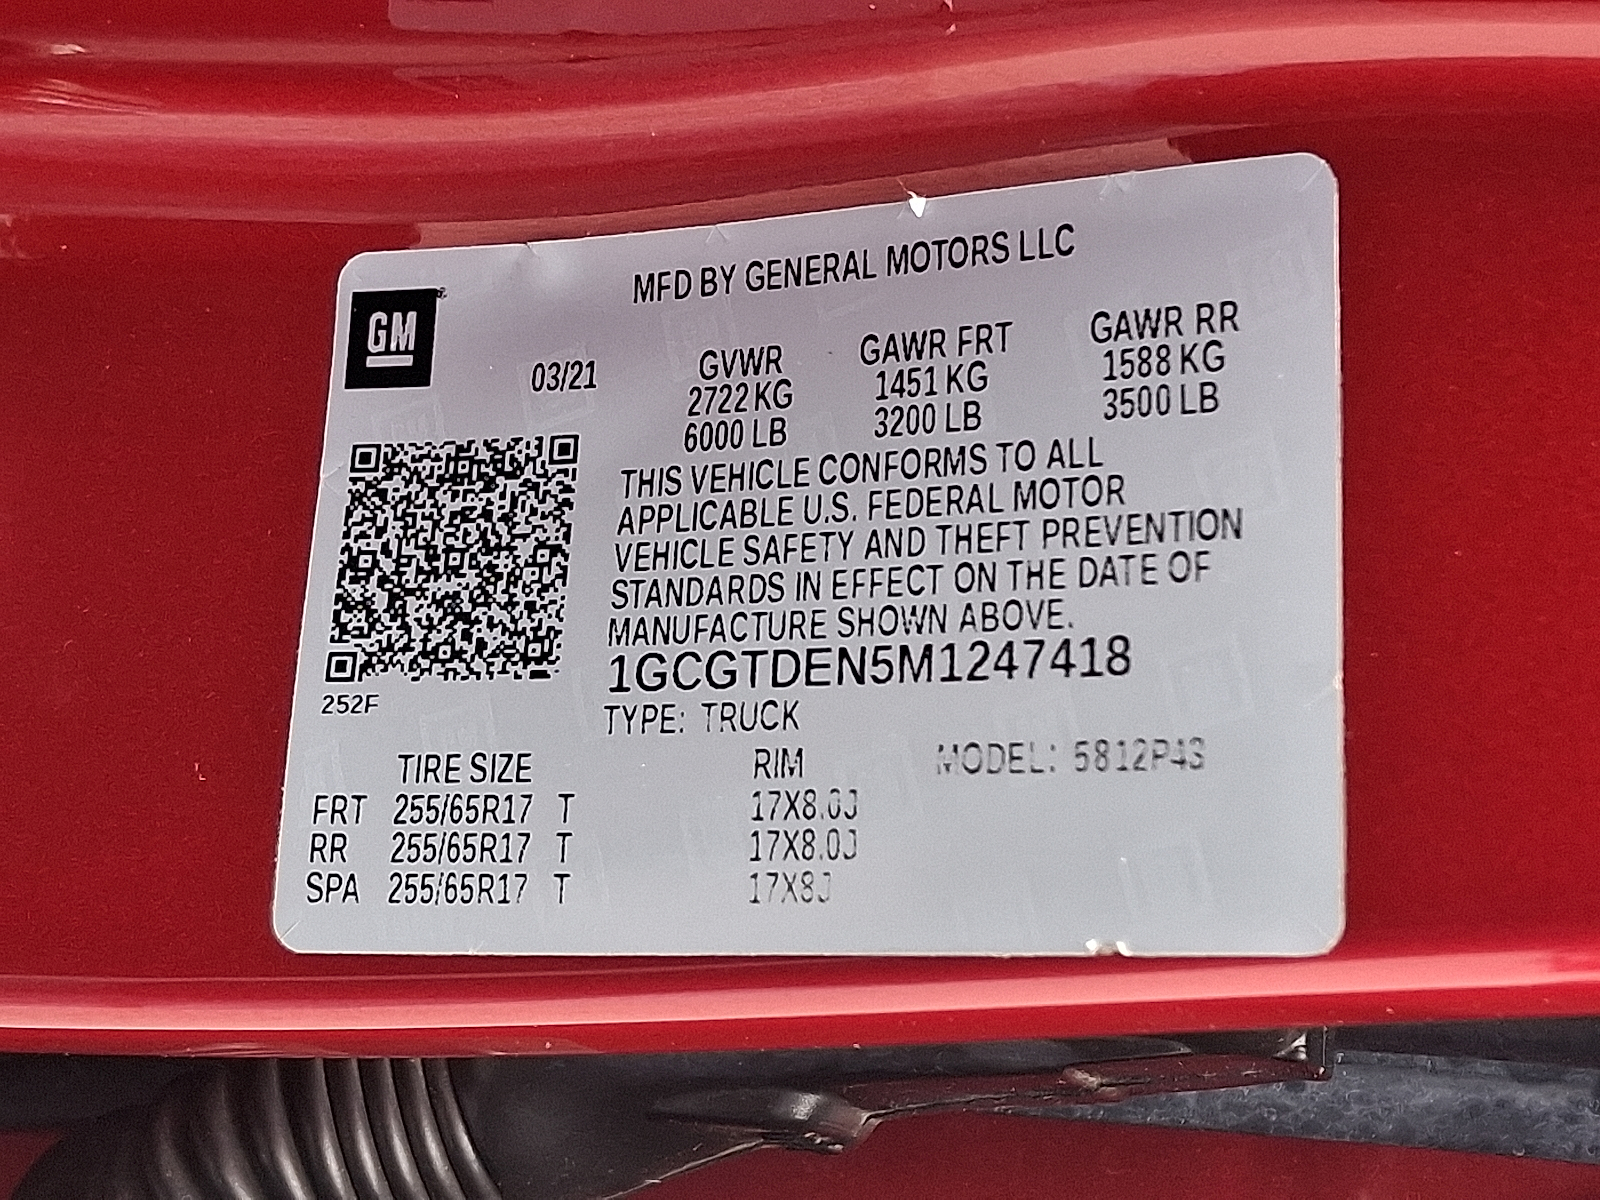 MFD BY GENERAL MOTORS LLC
GM
03/21
GVWR GAWR FRT GAWR RR
2722 KG 1451 KG 1588 KG
6000 LB 3200 LB 3500 LB
THIS VEHICLE CONFORMS TO ALL
APPLICABLE U.S. FEDERAL MOTOR
VEHICLE SAFETY AND THEFT PREVENTION
STANDARDS IN EFFECT ON THE DATE OF
MANUFACTURE SHOWN ABOVE.
1GCGTDEN5M1247418
252F
TYPE: TRUCK
TIRE SIZE RIM MODEL:
FRT 255/65R17 T 17X8.0J
RR 255/65R17 T 17X8.0J
SPA 255/65R17 T 17X8J